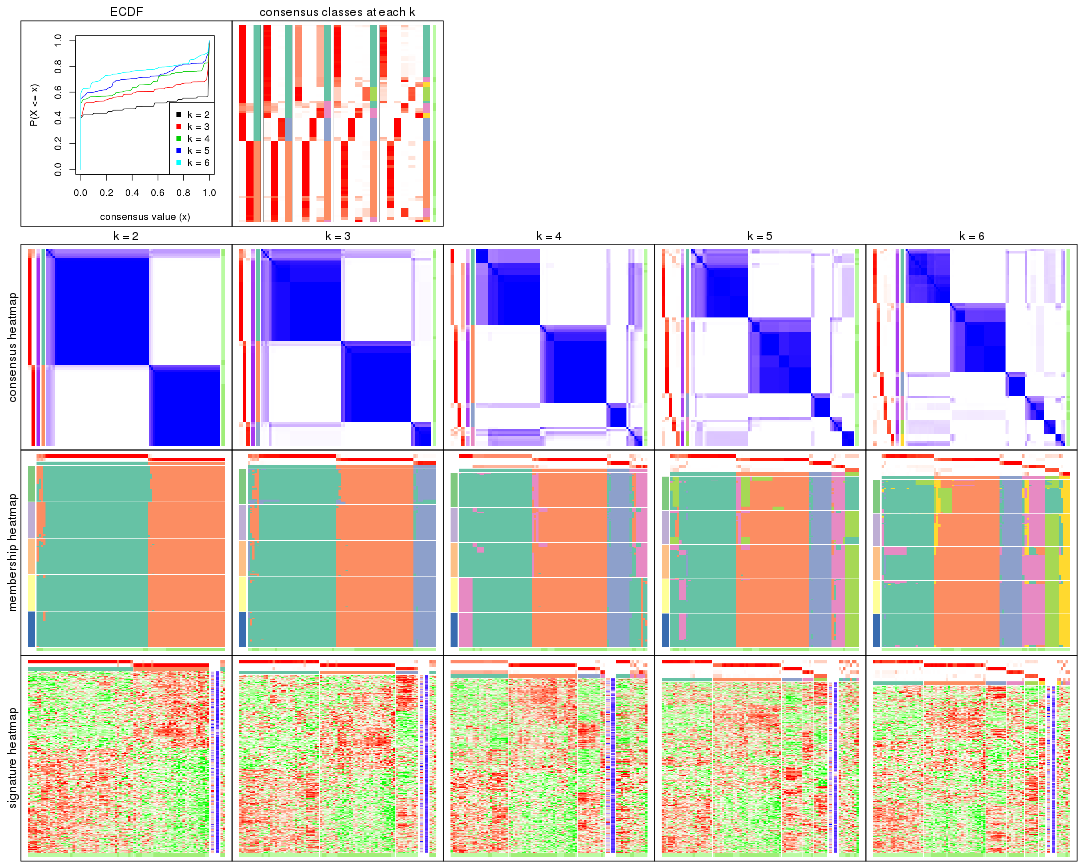 ECDF
consensus classes at each k
P(X <= x)
0.0 0.2 0.4 0.6 0.8 1.0
k = 2
k = 3
k = 4
k = 5
k = 6
0.0 0.2 0.4 0.6 0.8 1.0
consensus value (x)
k = 2 k = 3 k = 4 k = 5 k = 6
consensus heatmap
membership heatmap
signature heatmap